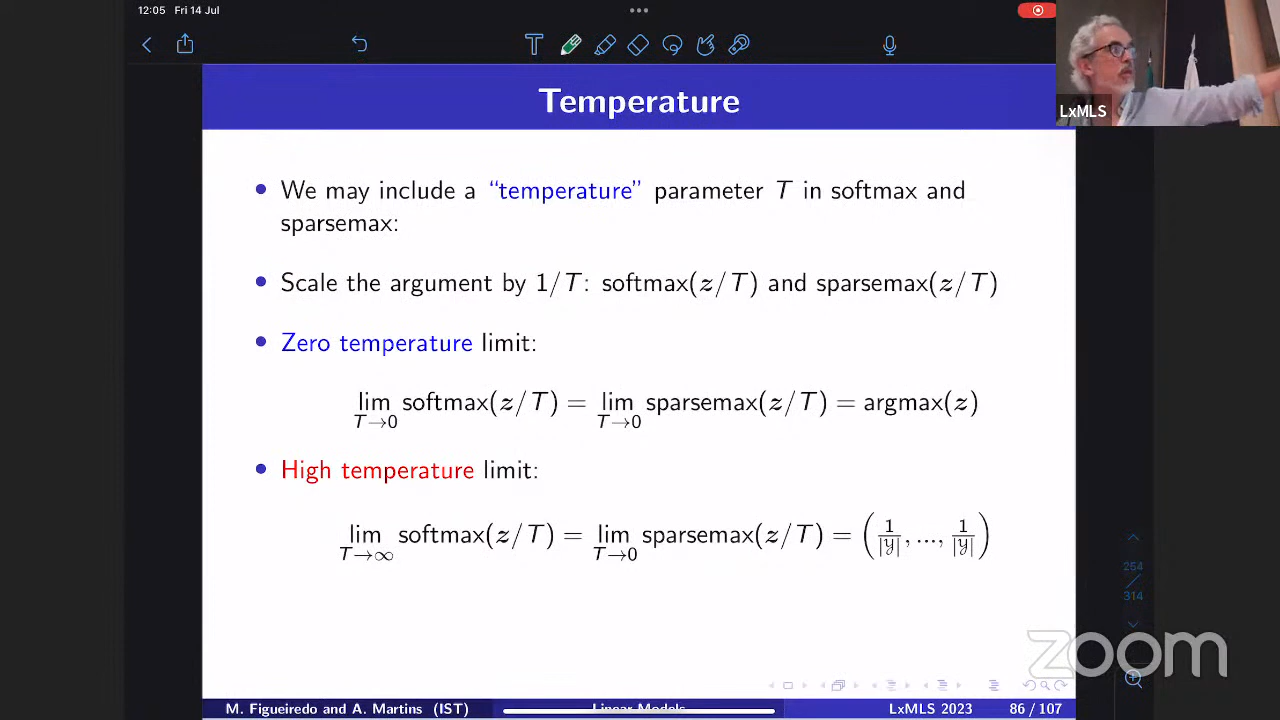 12:05 Fri 14 Jul
T
LxMLS
Temperature
• We may include a “temperature” parameter T in softmax and
sparsemax:
• Scale the argument by 1/T: softmax(z/T) and sparsemax(z/T)
• Zero temperature limit:
lim softmax(z/T) = lim sparsemax(z/T) = argmax(z)
T→0 T→0
• High temperature limit:
lim softmax(z/T) = lim sparsemax(z/T) = (1/|𝒴|, ..., 1/|𝒴|)
T→∞ T→0
254
/
314
zoom
M. Figueiredo and A. Martins (IST) Linear Models LxMLS 2023 86 / 107